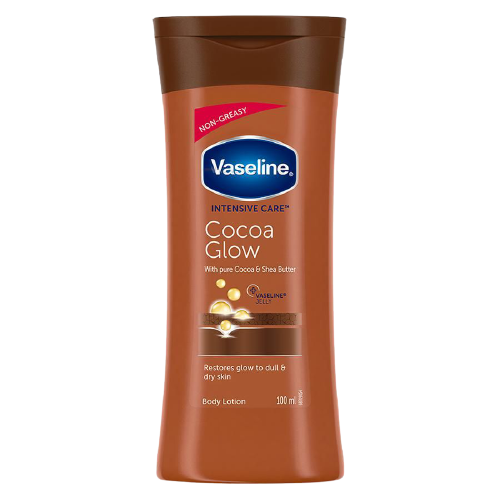 NON-GREASY
Vaseline®
INTENSIVE CARE™
Cocoa
Glow
With pure Cocoa & Shea Butter
VASELINE®
JELLY
Restores glow to dull &
dry skin
Body Lotion 100 ml